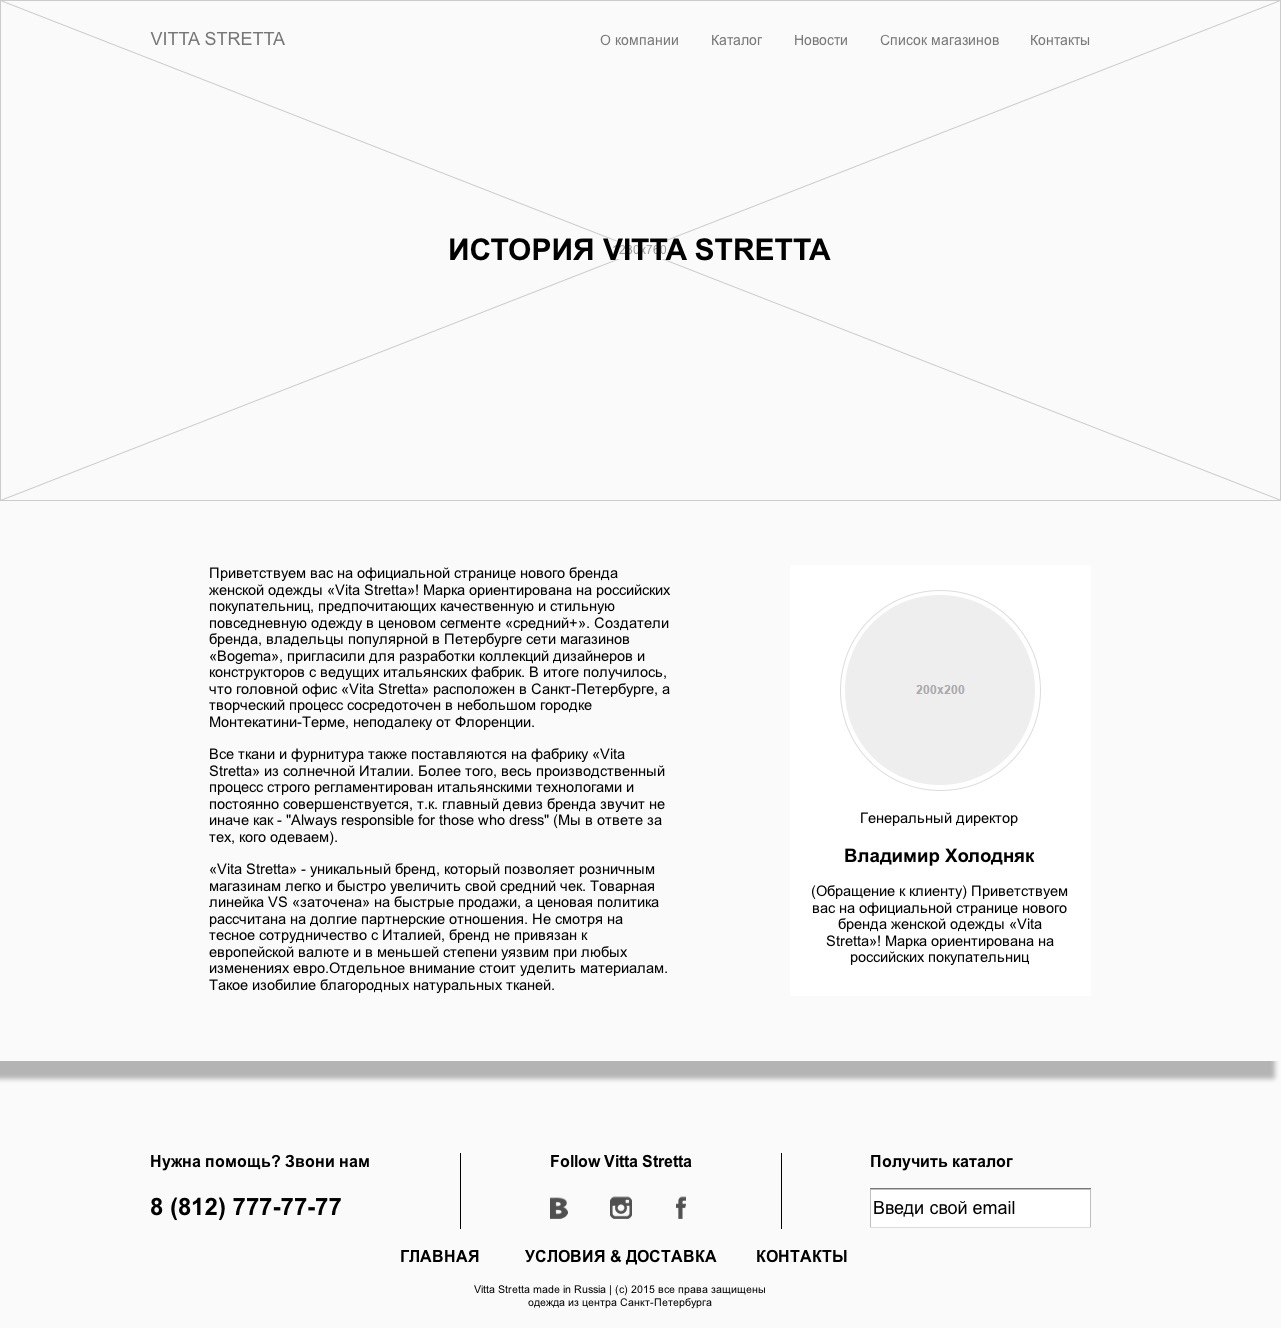 VITTA STRETTA
О компании Каталог Новости Список магазинов Контакты
ИСТОРИЯ VITTA STRETTA
Приветствуем вас на официальной странице нового бренда
женской одежды «Vita Stretta»! Марка ориентирована на российских
покупательниц, предпочитающих качественную и стильную
повседневную одежду в ценовом сегменте «средний+». Создатели
бренда, владельцы популярной в Петербурге сети магазинов
«Bogema», пригласили для разработки коллекций дизайнеров и
конструкторов с ведущих итальянских фабрик. В итоге получилось,
что головной офис «Vita Stretta» расположен в Санкт-Петербурге, а
творческий процесс сосредоточен в небольшом городке
Монтекатини-Терме, неподалеку от Флоренции.
Все ткани и фурнитура также поставляются на фабрику «Vita
Stretta» из солнечной Италии. Более того, весь производственный
процесс строго регламентирован итальянскими технологами и
постоянно совершенствуется, т.к. главный девиз бренда звучит не
иначе как - "Always responsible for those who dress" (Мы в ответе за
тех, кого одеваем).
«Vita Stretta» - уникальный бренд, который позволяет розничным
магазинам легко и быстро увеличить свой средний чек. Товарная
линейка VS «заточена» на быстрые продажи, а ценовая политика
рассчитана на долгие партнерские отношения. Не смотря на
тесное сотрудничество с Италией, бренд не привязан к
европейской валюте и в меньшей степени уязвим при любых
изменениях евро.Отдельное внимание стоит уделить материалам.
Такое изобилие благородных натуральных тканей.
200x200
Генеральный директор
Владимир Холодняк
(Обращение к клиенту) Приветствуем
вас на официальной странице нового
бренда женской одежды «Vita
Stretta»! Марка ориентирована на
российских покупательниц
Нужна помощь? Звони нам
8 (812) 777-77-77
Follow Vitta Stretta
Получить каталог
Введи свой email
ГЛАВНАЯ УСЛОВИЯ & ДОСТАВКА КОНТАКТЫ
Vitta Stretta made in Russia | (c) 2015 все права защищены
одежда из центра Санкт-Петербурга